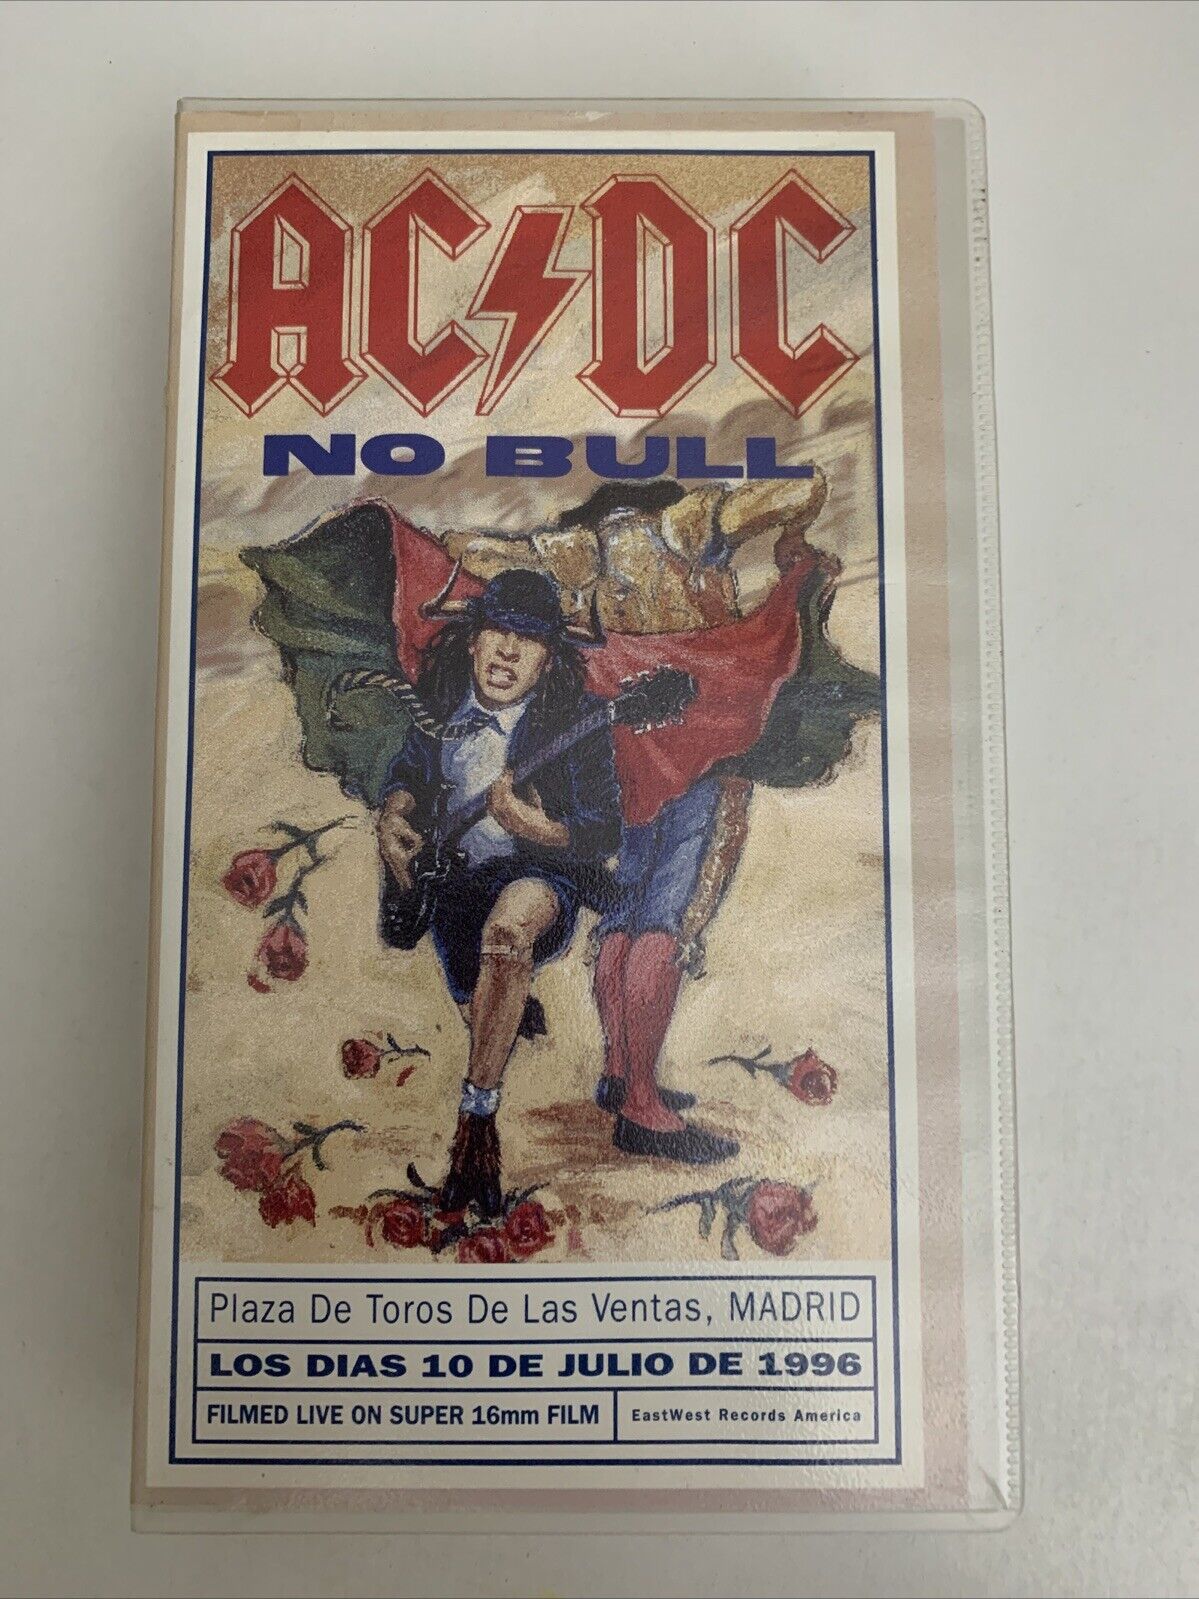 AC⚡DC
NO BULL
Plaza De Toros De Las Ventas, MADRID
LOS DIAS 10 DE JULIO DE 1996
FILMED LIVE ON SUPER 16mm FILM
EastWest Records America